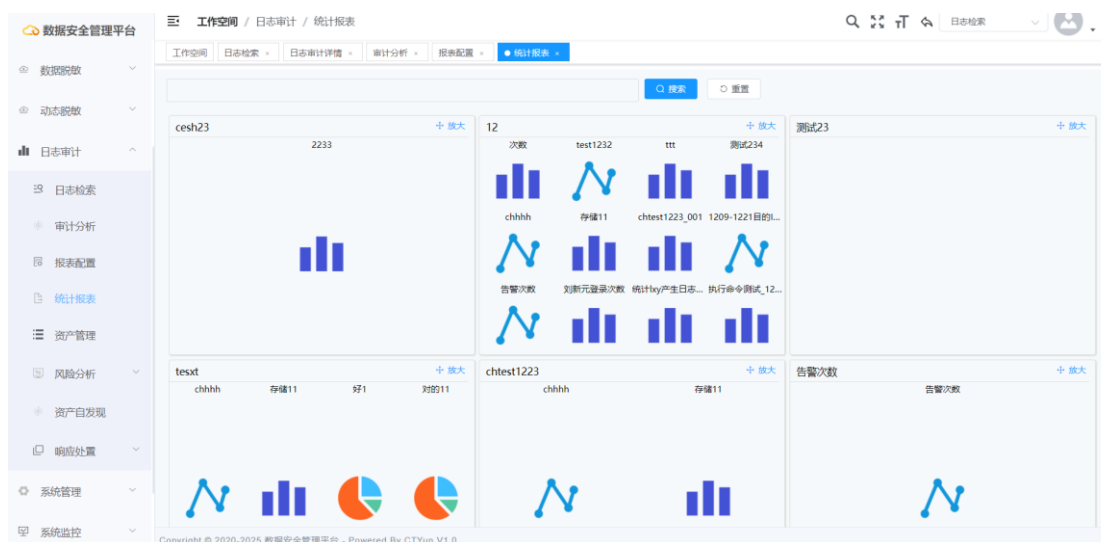 数据安全管理平台
工作空间 / 日志审计 / 统计报表
日志检索
工作空间 日志检索 × 日志审计详情 × 审计分析 × 报表配置 × 统计报表 ×
数据脱敏
动态脱敏
日志审计
日志检索
审计分析
报表配置
统计报表
资产管理
风险分析
资产自发现
响应处置
系统管理
系统监控
搜索 重置
cesh23 放大
2233
12 放大
次数 test1232 ttt 测试234
chhhh 存储11 chtest1223_001 1209-1221目的I...
告警次数 刘新元登录次数 统计lxy产生日志... 执行命令测试_12...
测试23 放大
tesxt 放大
chhhh 存储11 好1 对的11
chtest1223 放大
chhhh 存储11
告警次数 放大
告警次数
Copyright © 2020-2025 数据安全管理平台 - Powered By CTYun V1.0